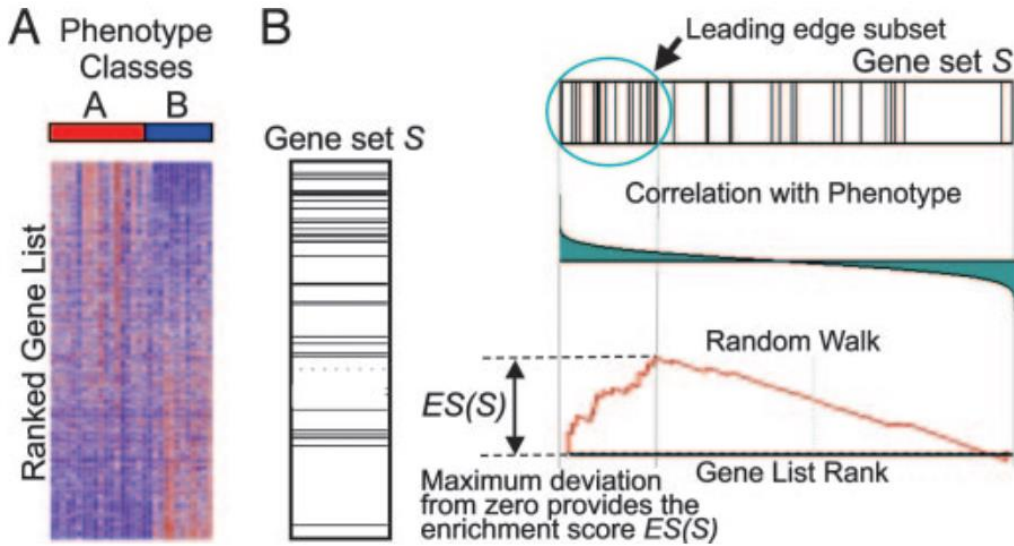 A
Phenotype
Classes
A B
Ranked Gene List
B
Gene set S
Leading edge subset
Gene set S
Correlation with Phenotype
Random Walk
ES(S)
Gene List Rank
Maximum deviation
from zero provides the
enrichment score ES(S)